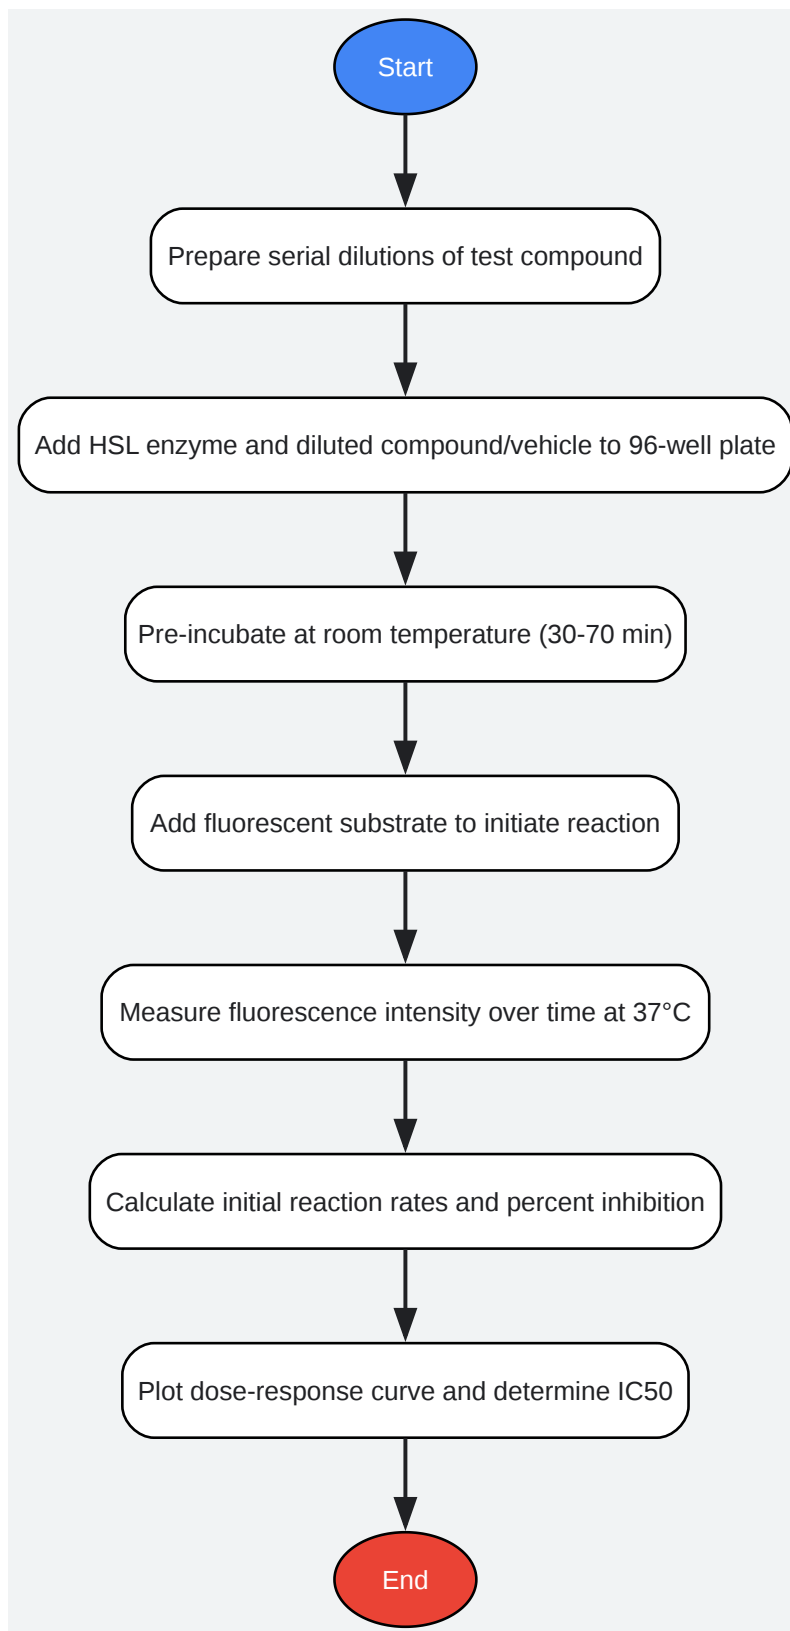 Start
Prepare serial dilutions of test compound
Add HSL enzyme and diluted compound/vehicle to 96-well plate
Pre-incubate at room temperature (30-70 min)
Add fluorescent substrate to initiate reaction
Measure fluorescence intensity over time at 37°C
Calculate initial reaction rates and percent inhibition
Plot dose-response curve and determine IC50
End